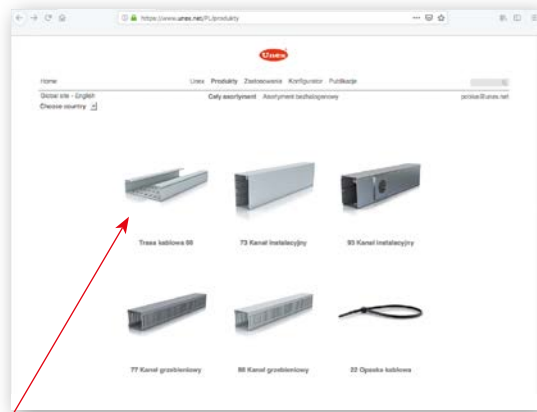 https://www.unex.net/PL/produkty
Unex
Home
Unex Produkty Zastosowania Konfigurator Publikacje
Global site - English
Cały asortyment Asortyment bezhalogenowy
polska@unex.net
Choose country
Trasa kablowa 66
73 Kanał instalacyjny
93 Kanał instalacyjny
77 Kanał grzebieniowy
88 Kanał grzebieniowy
22 Opaska kablowa